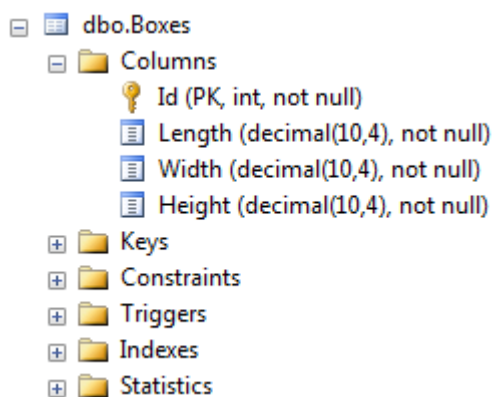 dbo.Boxes
Columns
Id (PK, int, not null)
Length (decimal(10,4), not null)
Width (decimal(10,4), not null)
Height (decimal(10,4), not null)
Keys
Constraints
Triggers
Indexes
Statistics